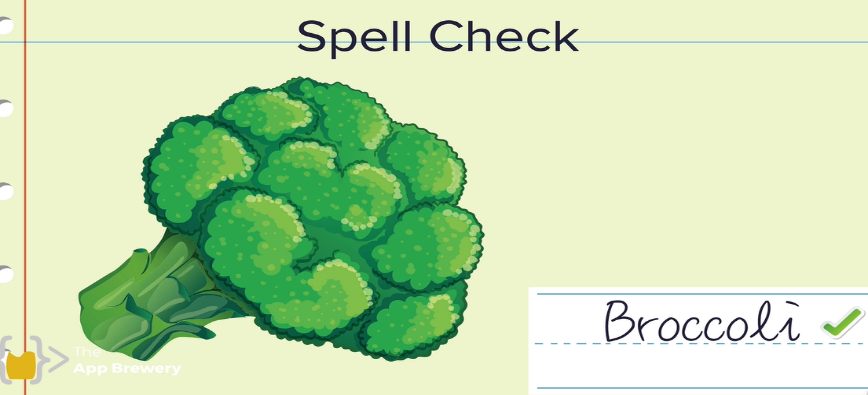 Spell Check
Broccoli
The
App Brewery